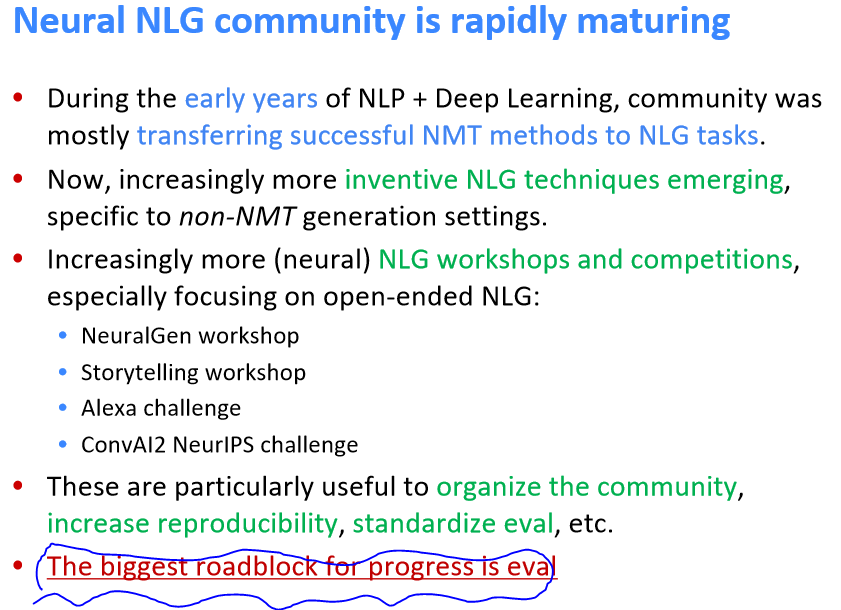 Neural NLG community is rapidly maturing
During the early years of NLP + Deep Learning, community was
mostly transferring successful NMT methods to NLG tasks.
Now, increasingly more inventive NLG techniques emerging,
specific to non-NMT generation settings.
Increasingly more (neural) NLG workshops and competitions,
especially focusing on open-ended NLG:
NeuralGen workshop
Storytelling workshop
Alexa challenge
ConvAI2 NeurIPS challenge
These are particularly useful to organize the community,
increase reproducibility, standardize eval, etc.
The biggest roadblock for progress is eval